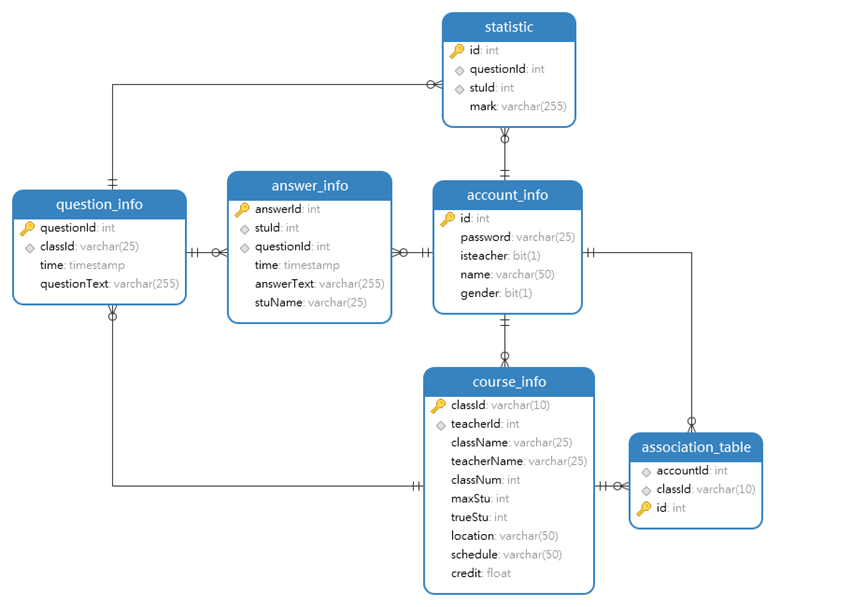 statistic
id: int
questionId: int
stuId: int
mark: varchar(255)
question_info
questionId: int
classId: varchar(25)
time: timestamp
questionText: varchar(255)
answer_info
answerId: int
stuId: int
questionId: int
time: timestamp
answerText: varchar(255)
stuName: varchar(25)
account_info
id: int
password: varchar(25)
isteacher: bit(1)
name: varchar(50)
gender: bit(1)
course_info
classId: varchar(10)
teacherId: int
className: varchar(25)
teacherName: varchar(25)
classNum: int
maxStu: int
trueStu: int
location: varchar(50)
schedule: varchar(50)
credit: float
association_table
accountId: int
classId: varchar(10)
id: int